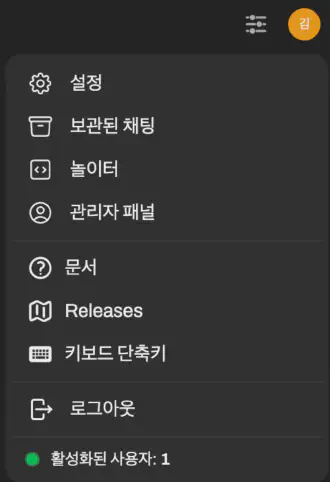 김
설정
보관된 채팅
놀이터
관리자 패널
문서
Releases
키보드 단축키
로그아웃
활성화된 사용자: 1